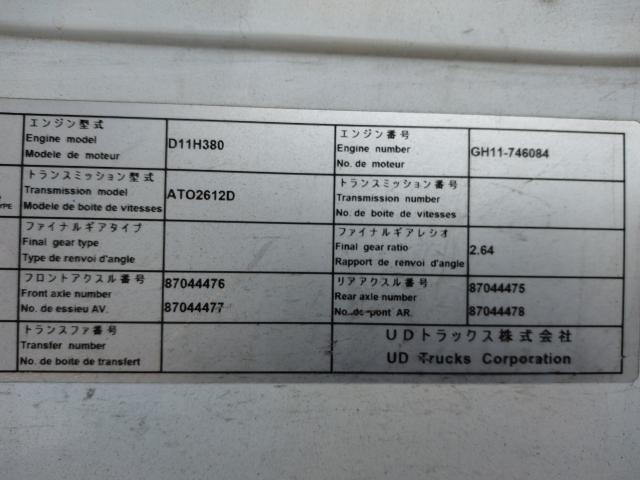 エンジン型式
Engine model
Modele de moteur
D11H380
エンジン番号
Engine number
No. de moteur
GH11-746084
トランスミッション型式
Transmission model
Modele de boite de vitesses
ATO2612D
トランスミッション番号
Transmission number
No. de boite de vitesses
ファイナルギアタイプ
Final gear type
Type de renvoi d'angle
ファイナルギアレシオ
Final gear ratio
Rapport de renvoi d'angle
2.64
フロントアクスル番号
Front axle number
No. de essieu AV.
87044476
87044477
リアアクスル番号
Rear axle number
No. de pont AR.
87044475
87044478
トランスファ番号
Transfer number
No. de boite de transfert
UDトラックス株式会社
UD Trucks Corporation